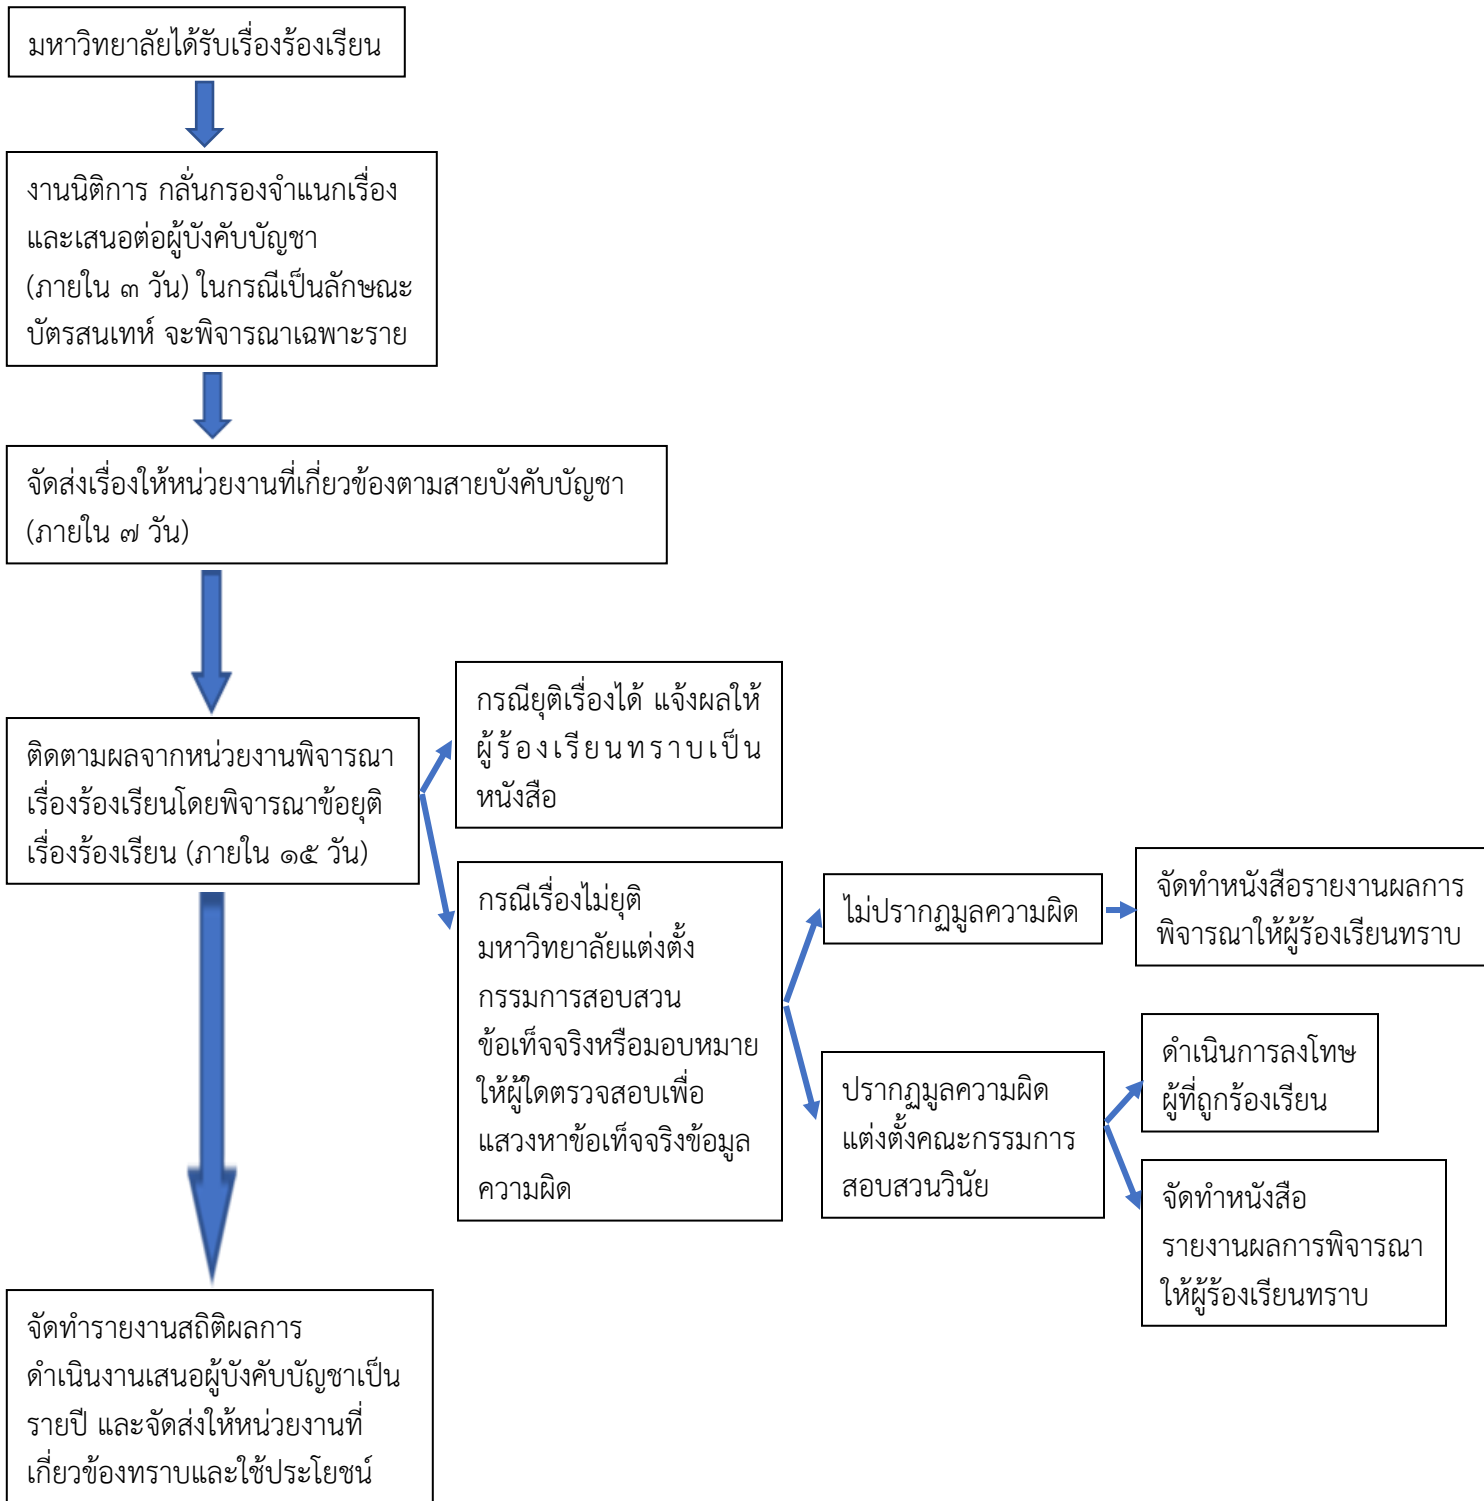 มหาวิทยาลัยได้รับเรื่องร้องเรียน
งานนิติการ กลั่นกรองจำแนกเรื่อง
และเสนอต่อผู้บังคับบัญชา
(ภายใน ๓ วัน) ในกรณีเป็นลักษณะ
บัตรสนเทห์ จะพิจารณาเฉพาะราย
จัดส่งเรื่องให้หน่วยงานที่เกี่ยวข้องตามสายบังคับบัญชา
(ภายใน ๗ วัน)
ติดตามผลจากหน่วยงานพิจารณา
เรื่องร้องเรียนโดยพิจารณาข้อยุติ
เรื่องร้องเรียน (ภายใน ๑๕ วัน)
กรณียุติเรื่องได้ แจ้งผลให้
ผู้ร้องเรียนทราบเป็น
หนังสือ
กรณีเรื่องไม่ยุติ
มหาวิทยาลัยแต่งตั้ง
กรรมการสอบสวน
ข้อเท็จจริงหรือมอบหมาย
ให้ผู้ใดตรวจสอบเพื่อ
แสวงหาข้อเท็จจริงข้อมูล
ความผิด
ไม่ปรากฏมูลความผิด
จัดทำหนังสือรายงานผลการ
พิจารณาให้ผู้ร้องเรียนทราบ
ปรากฏมูลความผิด
แต่งตั้งคณะกรรมการ
สอบสวนวินัย
ดำเนินการลงโทษ
ผู้ที่ถูกร้องเรียน
จัดทำหนังสือ
รายงานผลการพิจารณา
ให้ผู้ร้องเรียนทราบ
จัดทำรายงานสถิติผลการ
ดำเนินงานเสนอผู้บังคับบัญชาเป็น
รายปี และจัดส่งให้หน่วยงานที่
เกี่ยวข้องทราบและใช้ประโยชน์